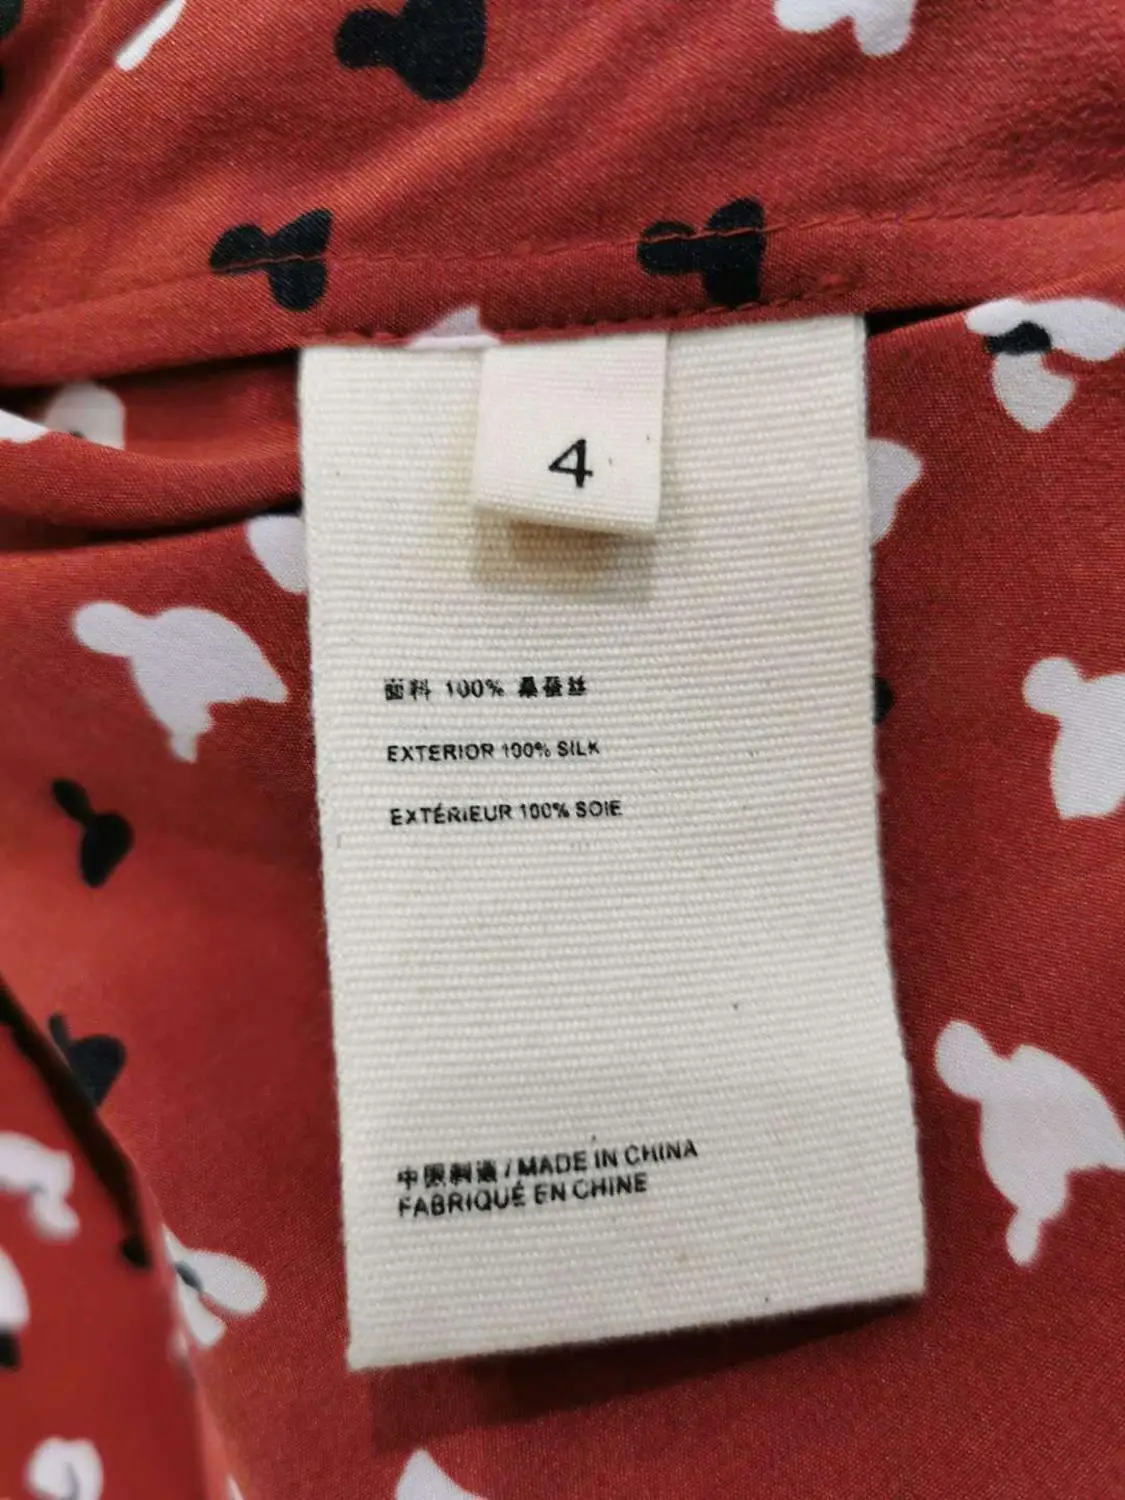 4
面料 100% 桑蚕丝
EXTERIOR 100% SILK
EXTÉRIEUR 100% SOIE
中国制造 / MADE IN CHINA
FABRIQUÉ EN CHINE